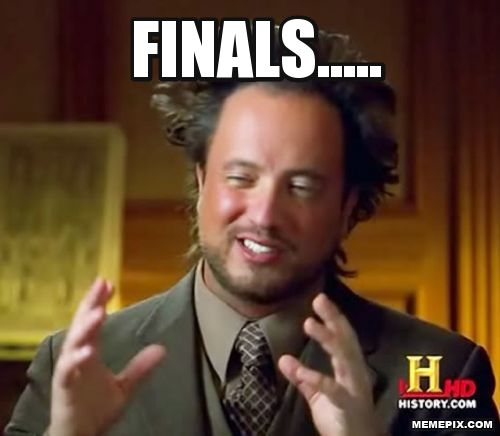 FINALS.....
H HD
HISTORY.COM
MEMEPIX.COM